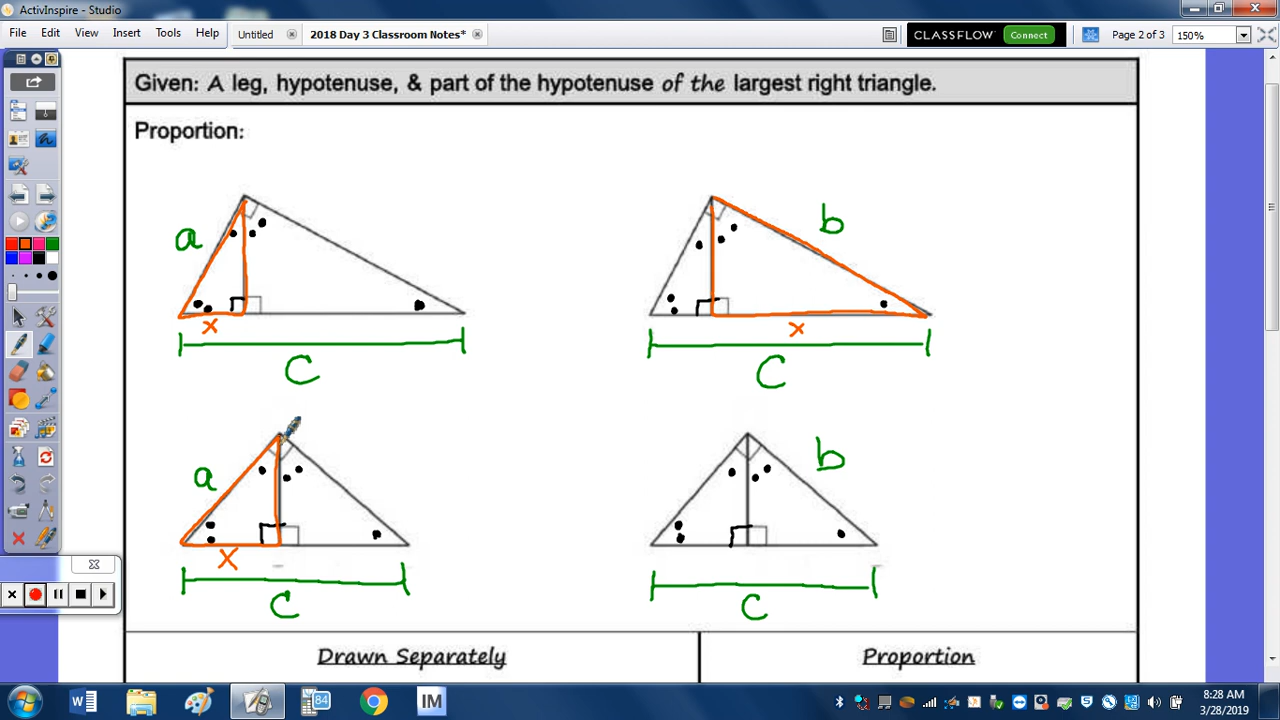 ActivInspire - Studio
File Edit View Insert Tools Help Untitled 2018 Day 3 Classroom Notes* CLASSFLOW Connect Page 2 of 3 150%
Given: A leg, hypotenuse, & part of the hypotenuse of the largest right triangle.
Proportion:
a
b
x
x
C
C
a
b
X
C
C
Drawn Separately
Proportion
W 84 IM 8:28 AM
3/28/2019